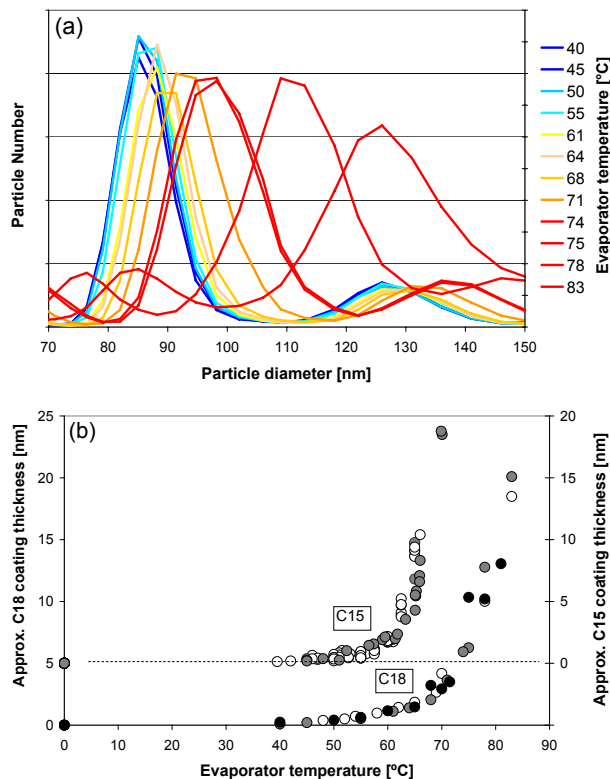 (a)
Particle Number
70 80 90 100 110 120 130 140 150
Particle diameter [nm]
40
45
50
55
61
64
68
71
74
75
78
83
Evaporator temperature [°C]
(b)
Approx. C18 coating thickness [nm]
25
20
15
10
5
0
C15
C18
20
15
10
5
0
Approx. C15 coating thickness [nm]
0 10 20 30 40 50 60 70 80 90
Evaporator temperature [ºC]